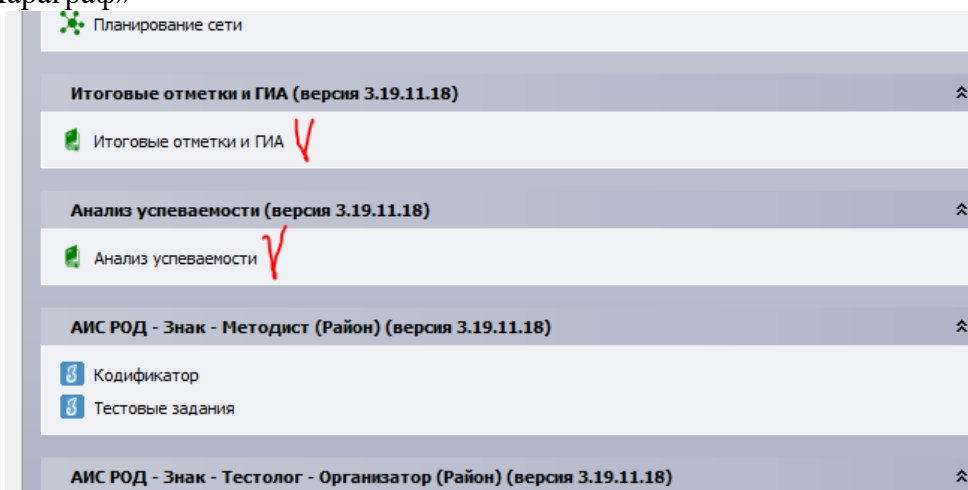 Параграф»
Планирование сети
Итоговые отметки и ГИА (версия 3.19.11.18)
Итоговые отметки и ГИА
Анализ успеваемости (версия 3.19.11.18)
Анализ успеваемости
АИС РОД - Знак - Методист (Район) (версия 3.19.11.18)
Кодификатор
Тестовые задания
АИС РОД - Знак - Тестолог - Организатор (Район) (версия 3.19.11.18)